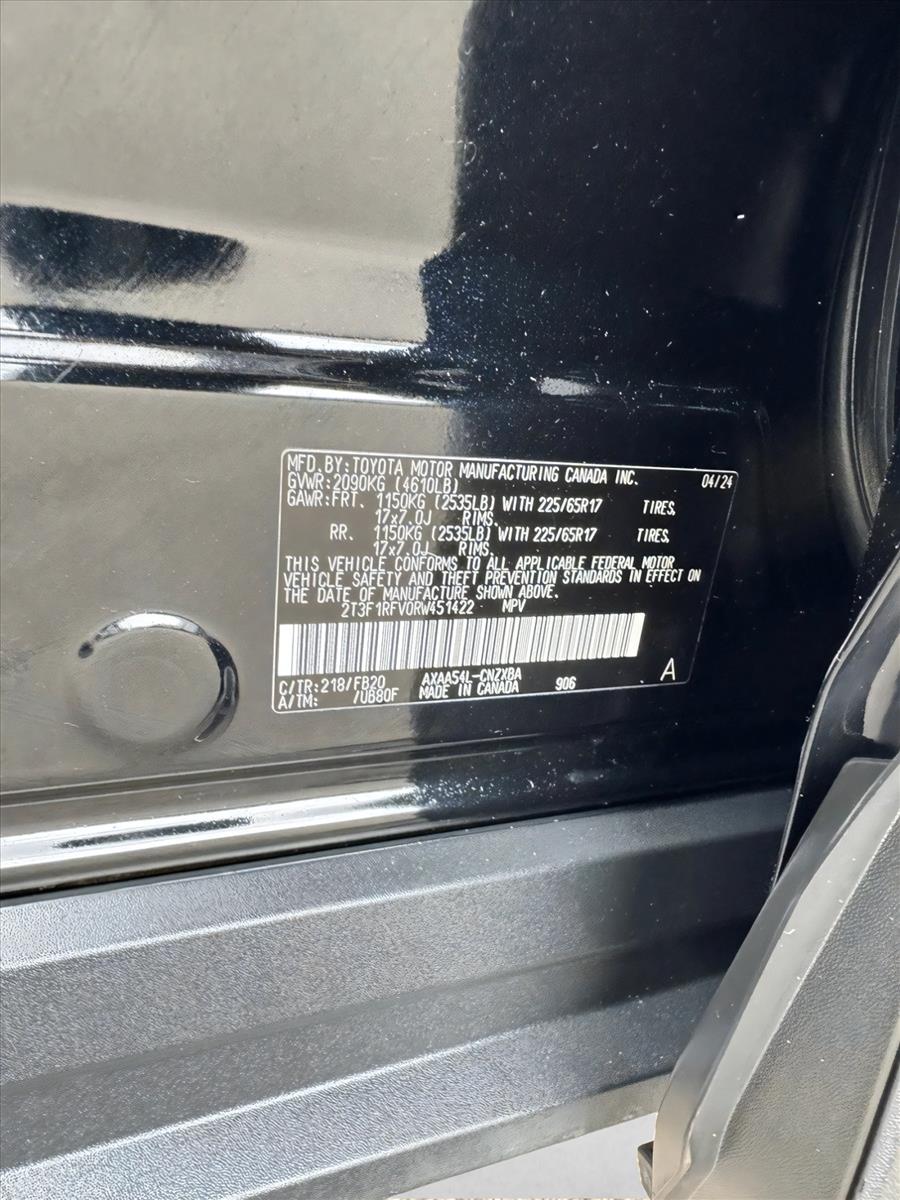 MFD. BY: TOYOTA MOTOR MANUFACTURING CANADA INC. 04/24
GVWR: 2090KG (4610LB)
GAWR: FRT. 1150KG (2535LB) WITH 225/65R17 TIRES,
17x7.0J RIMS.
RR. 1150KG (2535LB) WITH 225/65R17 TIRES,
17x7.0J RIMS.
THIS VEHICLE CONFORMS TO ALL APPLICABLE FEDERAL MOTOR
VEHICLE SAFETY AND THEFT PREVENTION STANDARDS IN EFFECT ON
THE DATE OF MANUFACTURE SHOWN ABOVE.
2T3F1RFV0RW451422 MPV
C/TR: 218/FB20 AXAA54L-CNZXBA 906 A
A/TM: /UB80F MADE IN CANADA